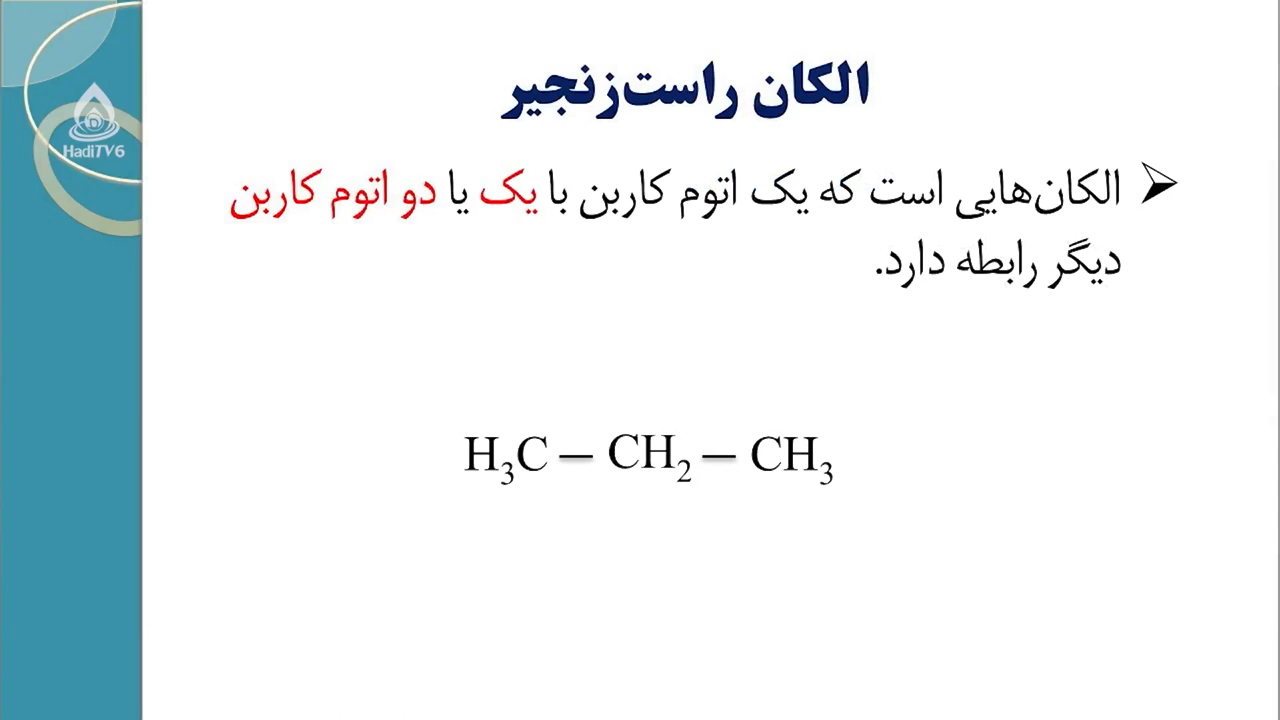 HadiTV6
الکان راست‌زنجیر
الکان‌هایی است که یک اتوم کاربن با یک یا دو اتوم کاربن
دیگر رابطه دارد.
H₃C – CH₂ – CH₃